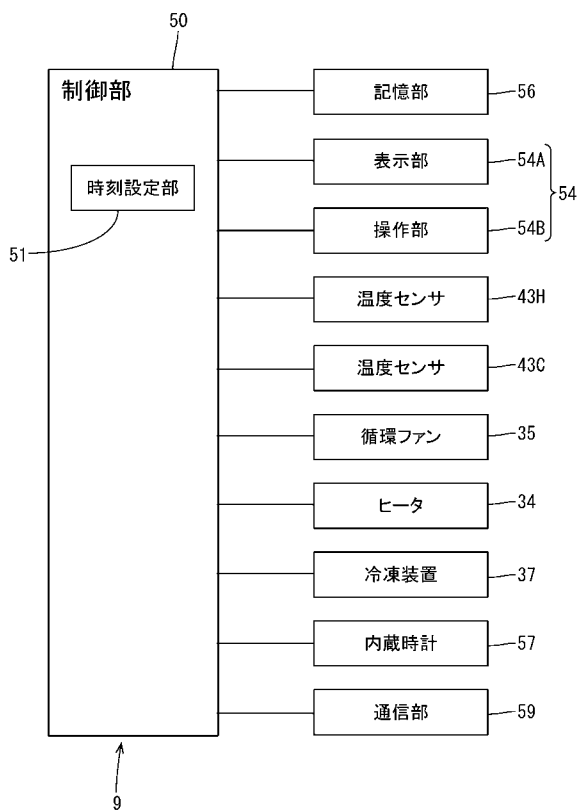 50
制御部
時刻設定部
51
記憶部
56
表示部
54A
54
操作部
54B
温度センサ
43H
温度センサ
43C
循環ファン
35
ヒータ
34
冷凍装置
37
内蔵時計
57
通信部
59
9